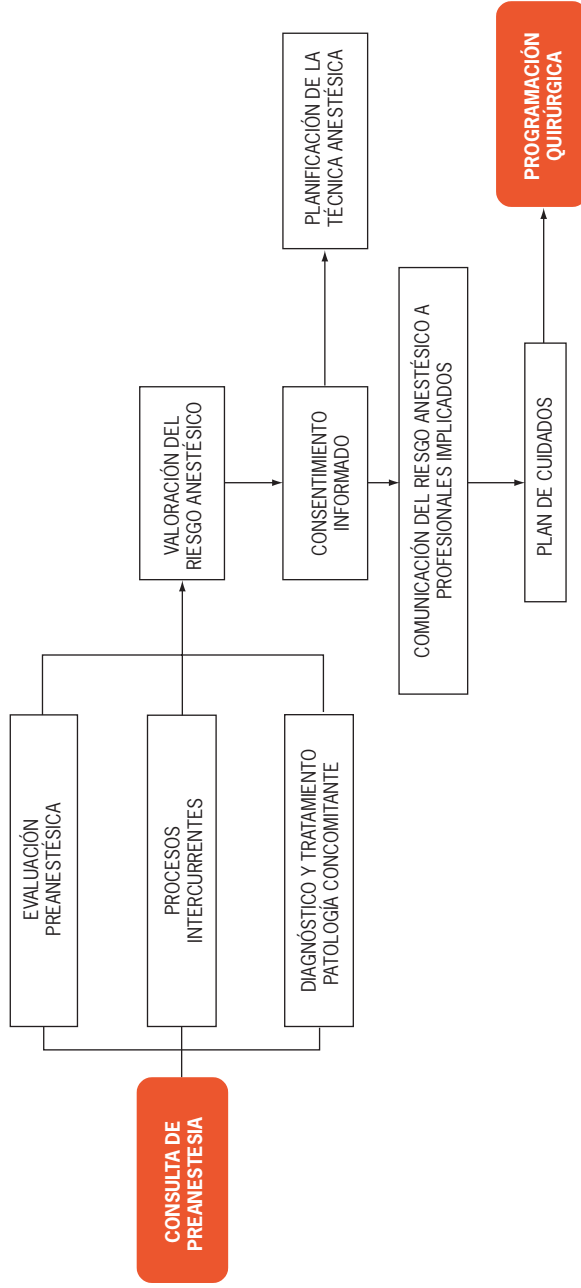 CONSULTA DE
PREANESTESIA
EVALUACIÓN
PREANESTÉSICA
PROCESOS
INTERCURRENTES
DIAGNÓSTICO Y TRATAMIENTO
PATOLOGÍA CONCOMITANTE
VALORACIÓN DEL
RIESGO ANESTÉSICO
CONSENTIMIENTO
INFORMADO
PLANIFICACIÓN DE LA
TÉCNICA ANESTÉSICA
COMUNICACIÓN DEL RIESGO ANESTÉSICO A
PROFESIONALES IMPLICADOS
PLAN DE CUIDADOS
PROGRAMACIÓN
QUIRÚRGICA